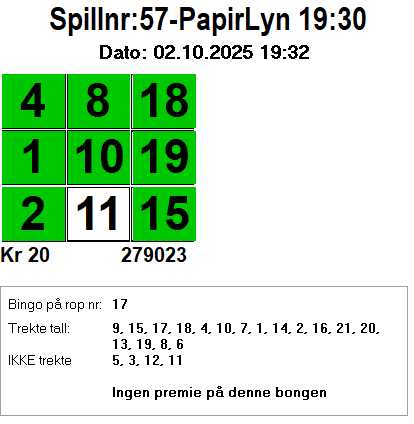 Spillnr:57-PapirLyn 19:30
Dato: 02.10.2025 19:32
4 8 18
1 10 19
2 11 15
Kr 20 279023
Bingo på rop nr: 17
Trekte tall: 9, 15, 17, 18, 4, 10, 7, 1, 14, 2, 16, 21, 20,
13, 19, 8, 6
IKKE trekte 5, 3, 12, 11
Ingen premie på denne bongen